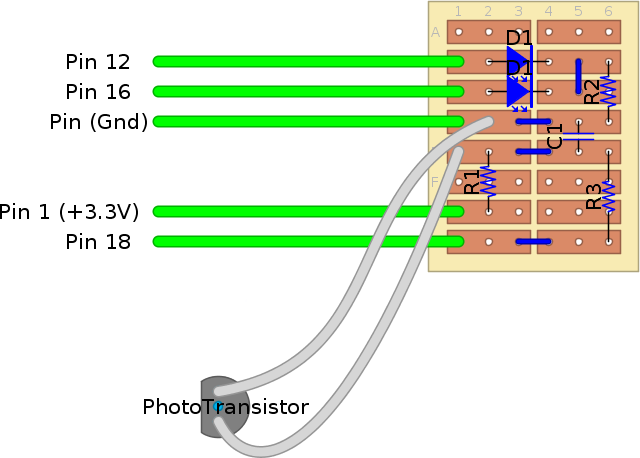 1 2 3 4 5 6
A
D1
Pin 12
D1
Pin 16
R2
Pin (Gnd)
C1
R1
F
R3
Pin 1 (+3.3V)
Pin 18
PhotoTransistor